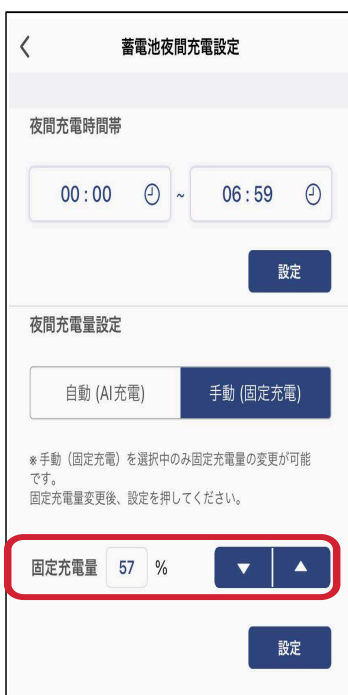 蓄電池夜間充電設定
夜間充電時間帯
00:00 ~ 06:59
設定
夜間充電量設定
自動 (AI充電) 手動 (固定充電)
※手動（固定充電）を選択中のみ固定充電量の変更が可能
です。
固定充電量変更後、設定を押してください。
固定充電量 57 % ▼ ▲
設定